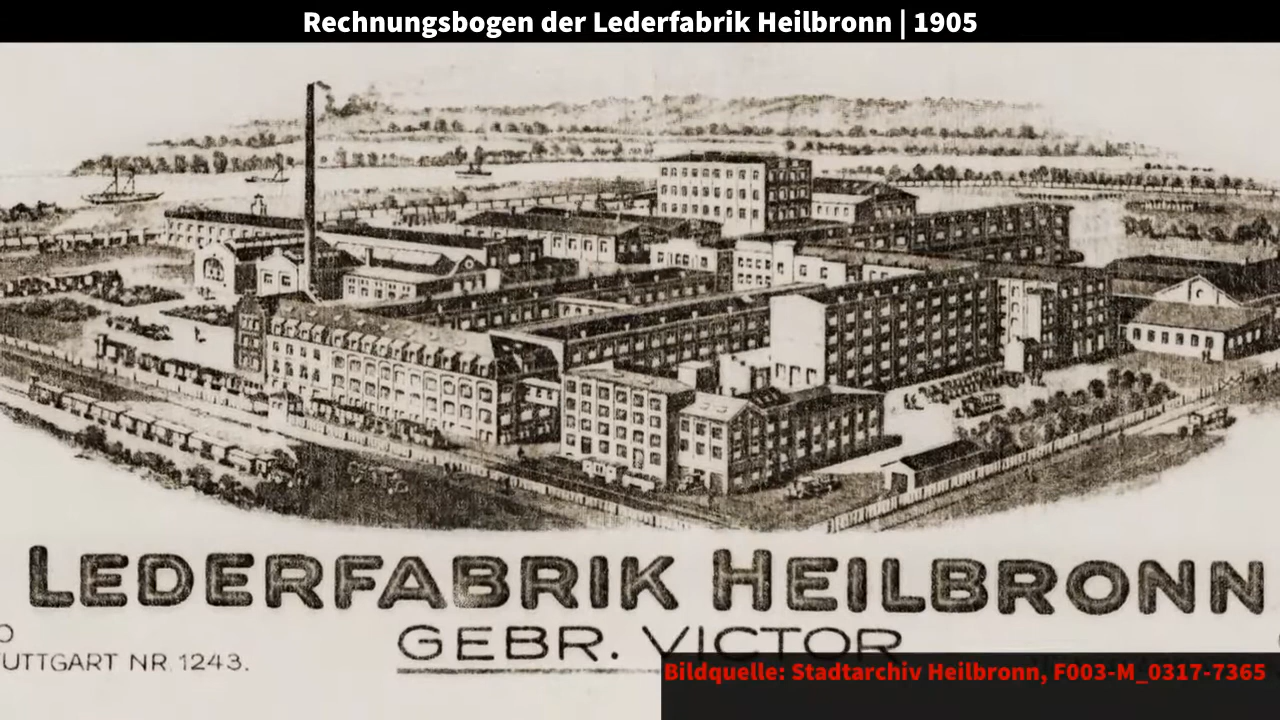 Rechnungsbogen der Lederfabrik Heilbronn | 1905
LEDERFABRIK HEILBRONN
GEBR. VICTOR
UTTGART NR. 1243.
Bildquelle: Stadtarchiv Heilbronn, F003-M_0317-7365